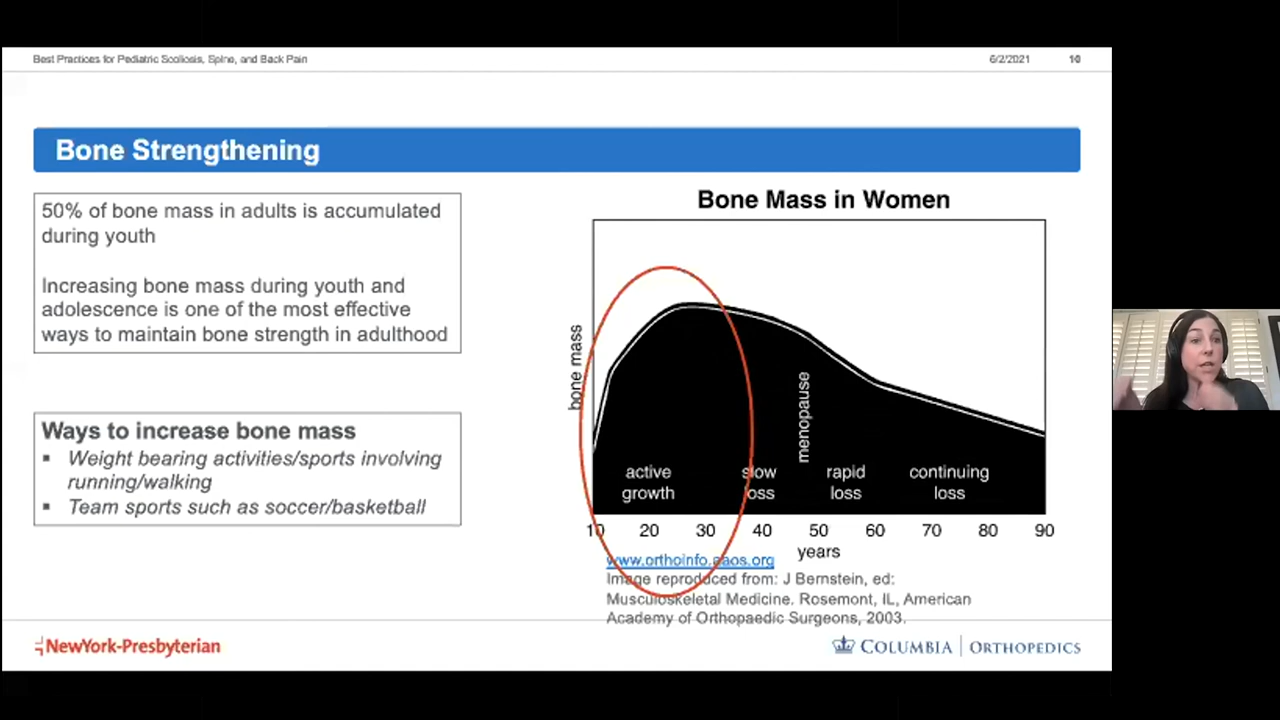 Best Practices for Pediatric Scoliosis, Spine, and Back Pain
6/2/2021
10
Bone Strengthening
50% of bone mass in adults is accumulated
during youth
Increasing bone mass during youth and
adolescence is one of the most effective
ways to maintain bone strength in adulthood
Ways to increase bone mass
▪ Weight bearing activities/sports involving
running/walking
▪ Team sports such as soccer/basketball
Bone Mass in Women
bone mass
menopause
active
growth
slow
loss
rapid
loss
continuing
loss
10 20 30 40 50 60 70 80 90
years
www.orthoinfo.aaos.org
Image reproduced from: J Bernstein, ed:
Musculoskeletal Medicine. Rosemont, IL, American
Academy of Orthopaedic Surgeons, 2003.
NewYork-Presbyterian
COLUMBIA | ORTHOPEDICS